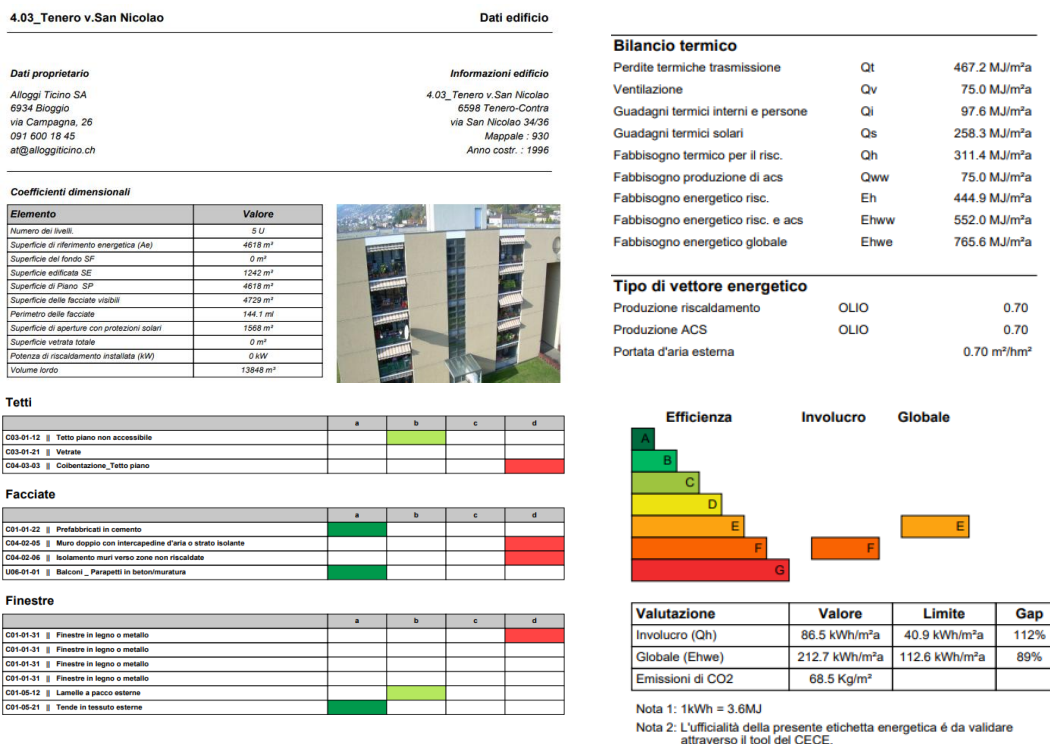 4.03_Tenero v.San Nicolao Dati edificio
Dati proprietario Informazioni edificio
Alloggi Ticino SA 4.03_Tenero v.San Nicolao
6934 Bioggio 6598 Tenero-Contra
via Campagna, 26 via San Nicolao 34/36
091 600 18 45 Mappale : 930
at@alloggiticino.ch Anno costr. : 1996
Coefficienti dimensionali
Elemento Valore
Numero dei livelli. 5 U
Superficie di riferimento energetica (Ae) 4618 m²
Superficie del fondo SF 0 m²
Superficie edificata SE 1242 m²
Superficie di Piano SP 4618 m²
Superficie delle facciate visibili 4729 m²
Perimetro delle facciate 144.1 ml
Superficie di aperture con protezioni solari 1568 m²
Superficie vetrata totale 0 m²
Potenza di riscaldamento installata (kW) 0 kW
Volume lordo 13848 m³
Tetti
a b c d
C03-01-12 || Tetto piano non accessibile
C03-01-21 || Vetrate
C04-03-03 || Coibentazione_Tetto piano
Facciate
a b c d
C01-01-22 || Prefabbricati in cemento
C04-02-05 || Muro doppio con intercapedine d'aria o strato isolante
C04-02-06 || Isolamento muri verso zone non riscaldate
U06-01-01 || Balconi _ Parapetti in beton/muratura
Finestre
a b c d
C01-01-31 || Finestre in legno o metallo
C01-01-31 || Finestre in legno o metallo
C01-01-31 || Finestre in legno o metallo
C01-01-31 || Finestre in legno o metallo
C01-05-12 || Lamelle a pacco esterne
C01-05-21 || Tende in tessuto esterne
Bilancio termico
Perdite termiche trasmissione Qt 467.2 MJ/m²a
Ventilazione Qv 75.0 MJ/m²a
Guadagni termici interni e persone Qi 97.6 MJ/m²a
Guadagni termici solari Qs 258.3 MJ/m²a
Fabbisogno termico per il risc. Qh 311.4 MJ/m²a
Fabbisogno produzione di acs Qww 75.0 MJ/m²a
Fabbisogno energetico risc. Eh 444.9 MJ/m²a
Fabbisogno energetico risc. e acs Ehww 552.0 MJ/m²a
Fabbisogno energetico globale Ehwe 765.6 MJ/m²a
Tipo di vettore energetico
Produzione riscaldamento OLIO 0.70
Produzione ACS OLIO 0.70
Portata d'aria esterna 0.70 m²/hm²
Efficienza Involucro Globale
A
B
C
D
E E
F F
G
Valutazione Valore Limite Gap
Involucro (Qh) 86.5 kWh/m²a 40.9 kWh/m²a 112%
Globale (Ehwe) 212.7 kWh/m²a 112.6 kWh/m²a 89%
Emissioni di CO2 68.5 Kg/m²
Nota 1: 1kWh = 3.6MJ
Nota 2: L'ufficialità della presente etichetta energetica é da validare
attraverso il tool del CECE.